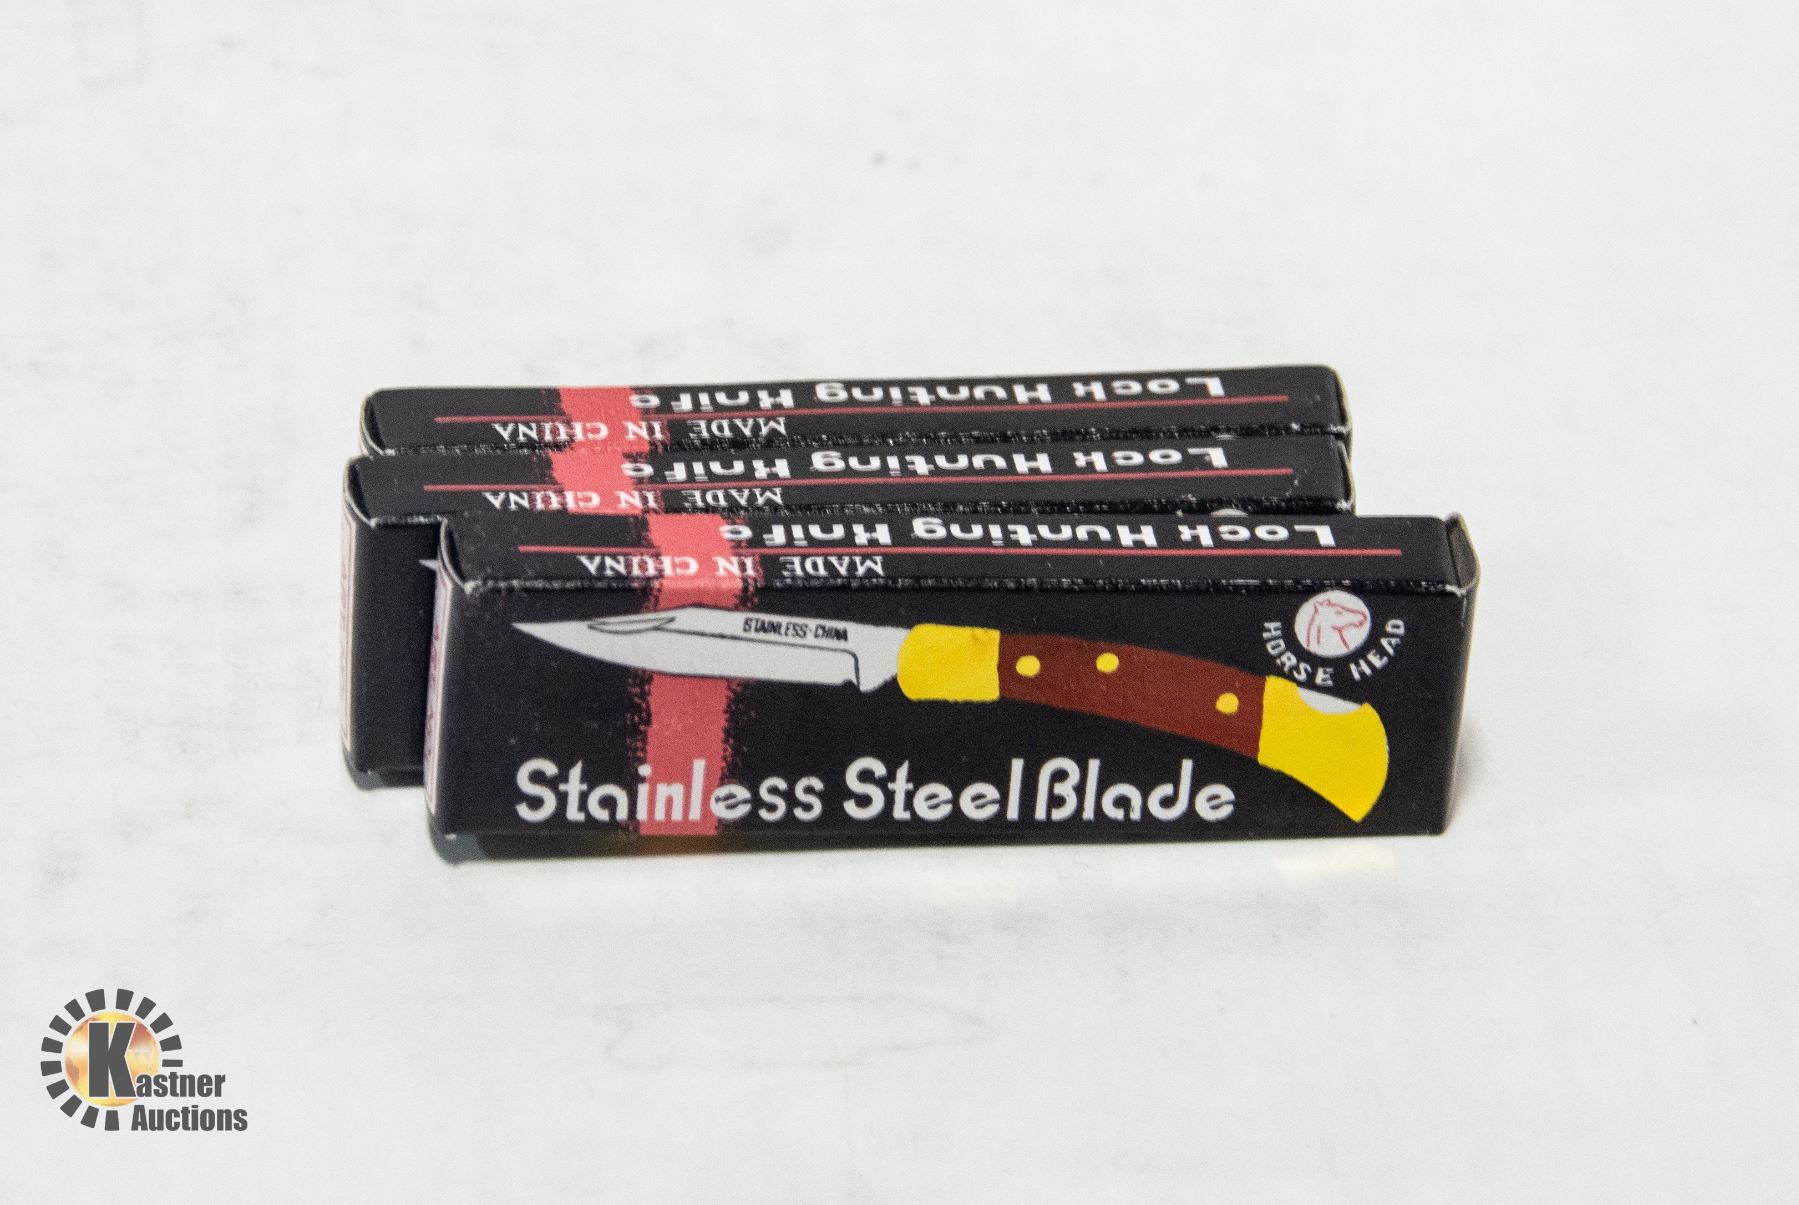 Lock Hunting Knife
MADE IN CHINA
Lock Hunting Knife
MADE IN CHINA
Lock Hunting Knife
MADE IN CHINA
STAINLESS-CHINA
HORSE HEAD
Stainless Steel Blade
Kastner
Auctions